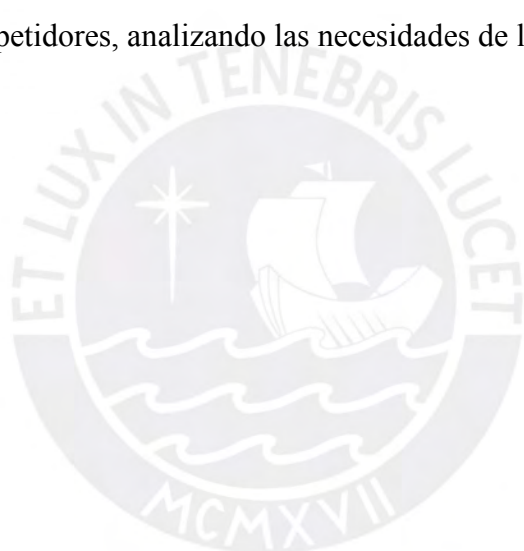 petidores, analizando las necesidades de l
ET LUX IN TENEBRIS LUCET
MCMXVII